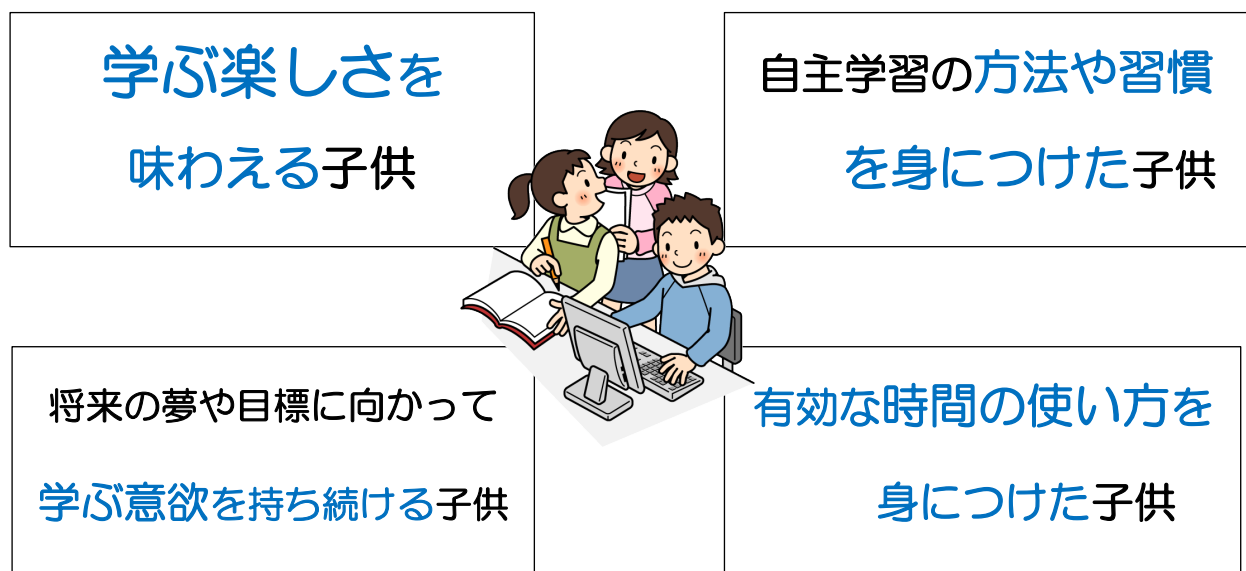 学ぶ楽しさを
味わえる子供
自主学習の方法や習慣
を身につけた子供
将来の夢や目標に向かって
学ぶ意欲を持ち続ける子供
有効な時間の使い方を
身につけた子供